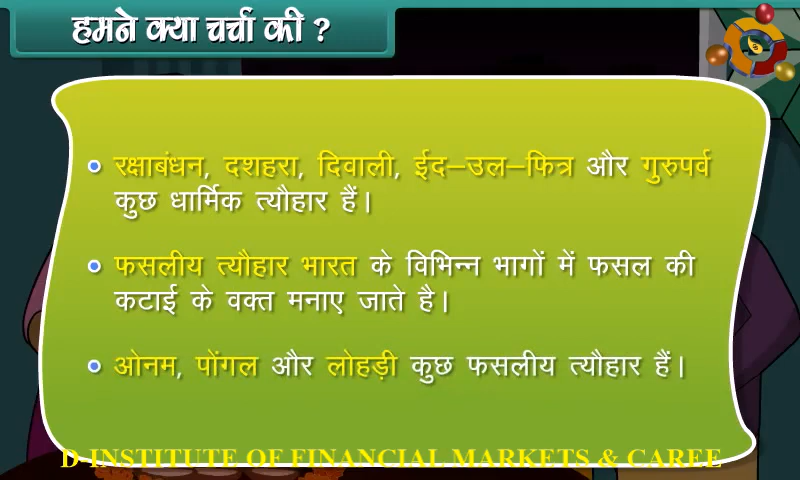 हमने क्या चर्चा की ?
• रक्षाबंधन, दशहरा, दिवाली, ईद–उल–फित्र और गुरुपर्व
कुछ धार्मिक त्यौहार हैं।
• फसलीय त्यौहार भारत के विभिन्न भागों में फसल की
कटाई के वक्त मनाए जाते है।
• ओनम, पोंगल और लोहड़ी कुछ फसलीय त्यौहार हैं।
D-INSTITUTE OF FINANCIAL MARKETS & CAREE